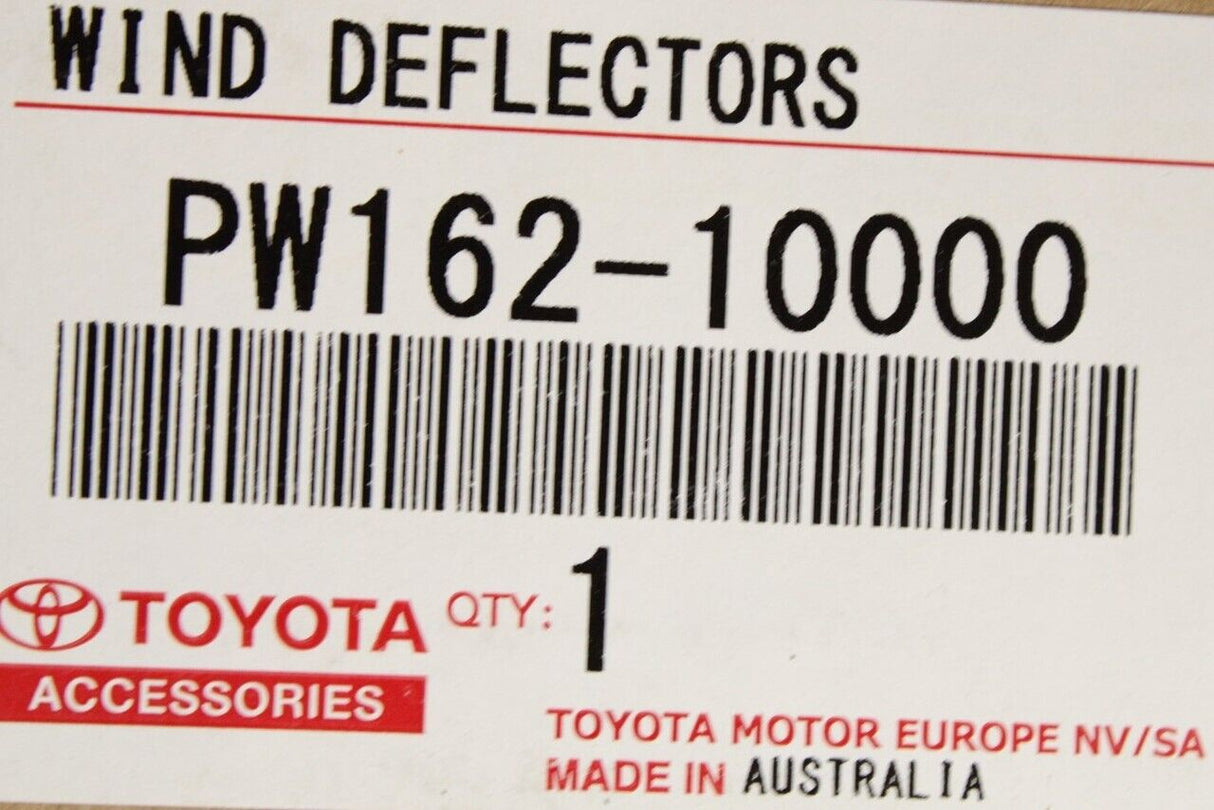 WIND DEFLECTORS
PW162-10000
TOYOTA QTY: 1
ACCESSORIES
TOYOTA MOTOR EUROPE NV/SA
MADE IN AUSTRALIA